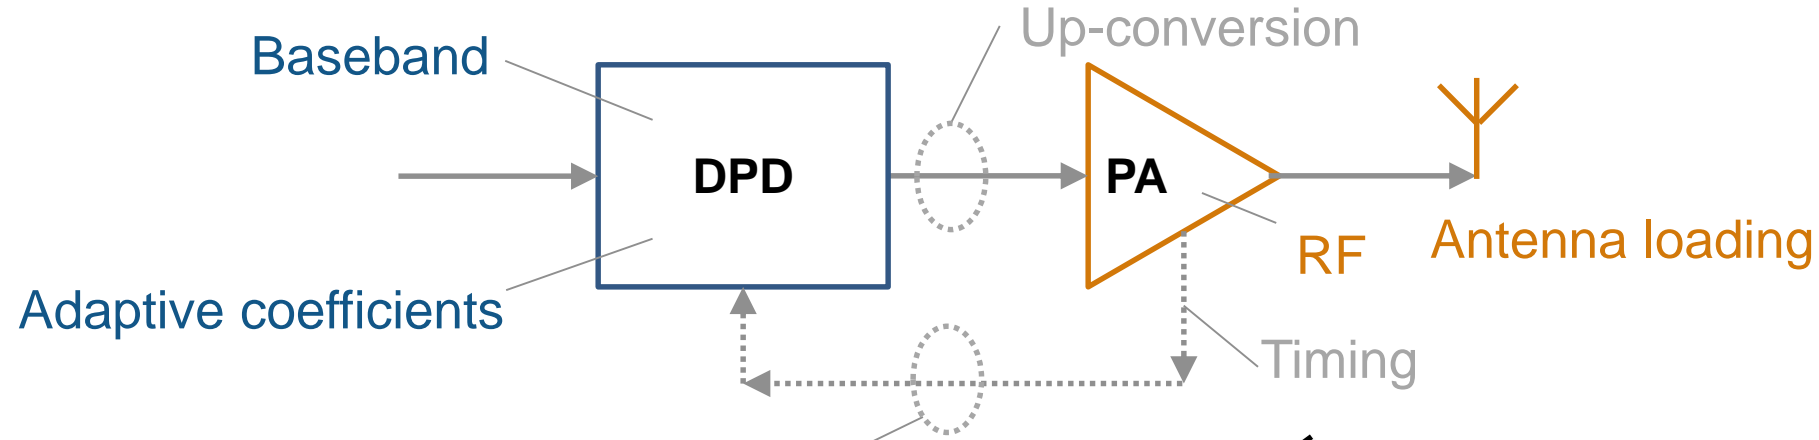 Up-conversion
Baseband
DPD
PA
RF
Antenna loading
Adaptive coefficients
Timing